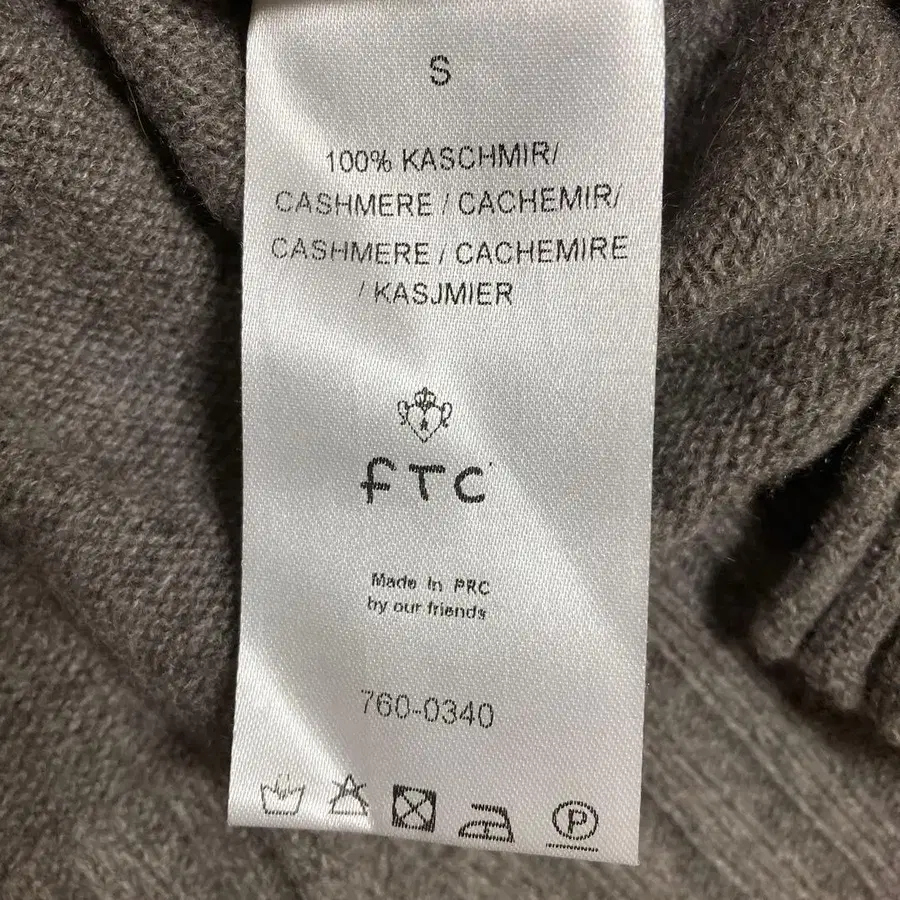 S
100% KASCHMIR/
CASHMERE / CACHEMIR/
CASHMERE / CACHEMIRE
/ KASJMIER
fTC
Made in PRC
by our friends
760-0340
P